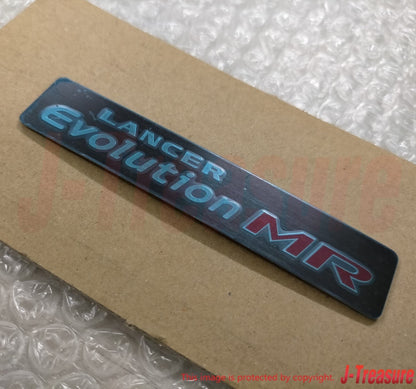 LANCER
Evolution MR
J-Treasure
This image is protected by copyright.
J-Treasure